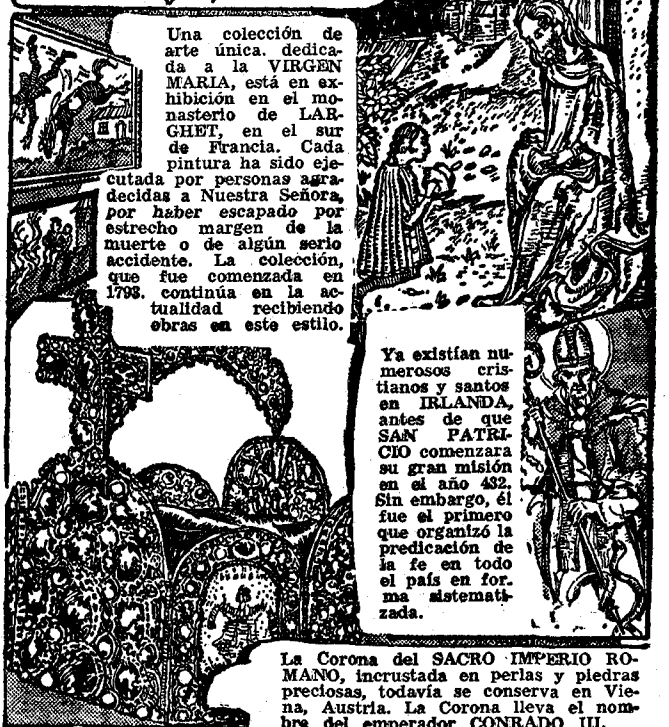 Una colección de
arte única. dedica-
da a la VIRGEN
MARIA, está en ex-
hibición en el mo-
nasterio de LAR-
GHET, en el sur
de Francia. Cada
pintura ha sido eje-
cutada por personas agra-
decidas a Nuestra Señora,
por haber escapado por
estrecho margen de la
muerte o de algún serio
accidente. La colección,
que fue comenzada en
1793. continúa en la ac-
tualidad recibiendo
obras en este estilo.
Ya existían nu-
merosos cris-
tianos y santos
en IRLANDA,
antes de que
SAN PATRI-
CIO comenzara
su gran misión
en el año 432.
Sin embargo, él
fue el primero
que organizó la
predicación de
la fe en todo
el país en for-
ma sistemati-
zada.
La Corona del SACRO IMPERIO RO-
MANO, incrustada en perlas y piedras
preciosas, todavía se conserva en Vie-
na, Austria. La Corona lleva el nom-
bre del emperador CONRADO III.